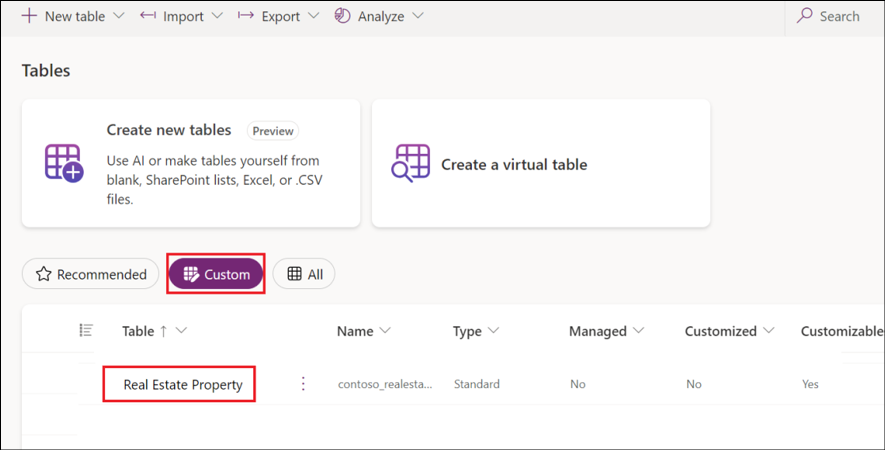 New table Import Export Analyze Search
Tables
Create new tables Preview
Use AI or make tables yourself from
blank, SharePoint lists, Excel, or .CSV
files.
Create a virtual table
Recommended Custom All
Table ↑ Name Type Managed Customized Customizable
Real Estate Property contoso_realesta... Standard No No Yes